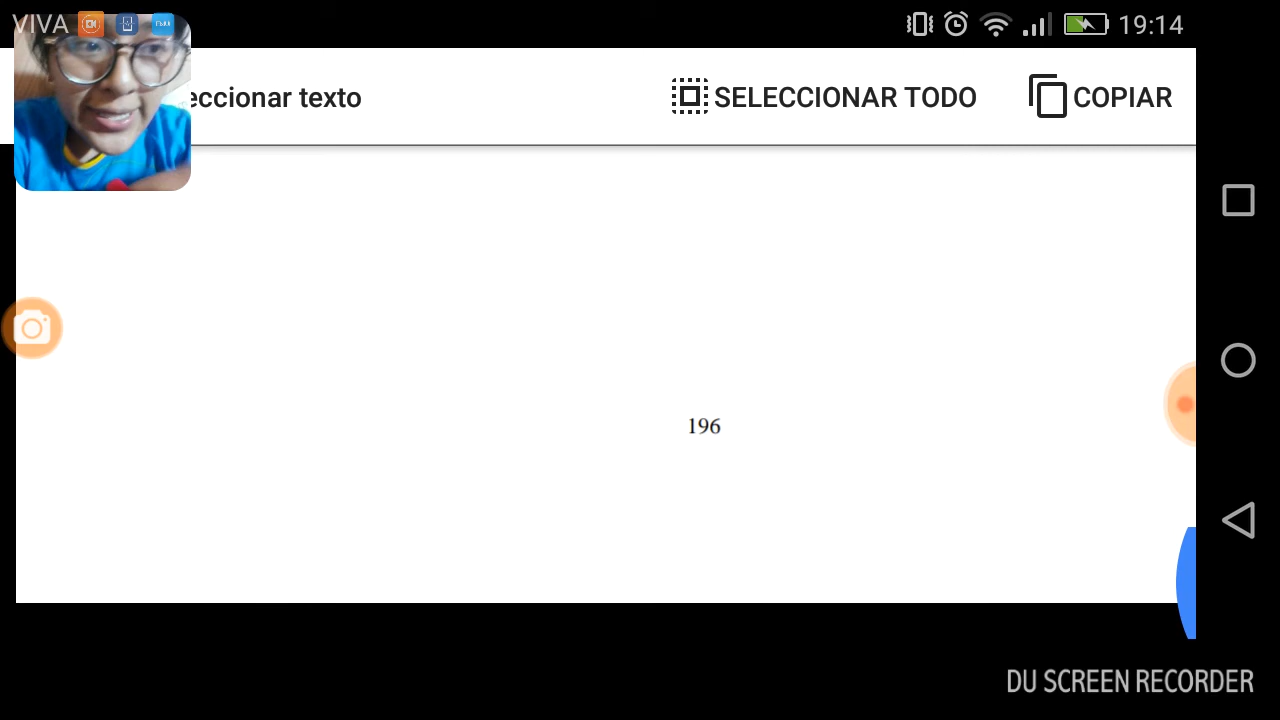 VIVA
19:14
eccionar texto
SELECCIONAR TODO
COPIAR
196
DU SCREEN RECORDER